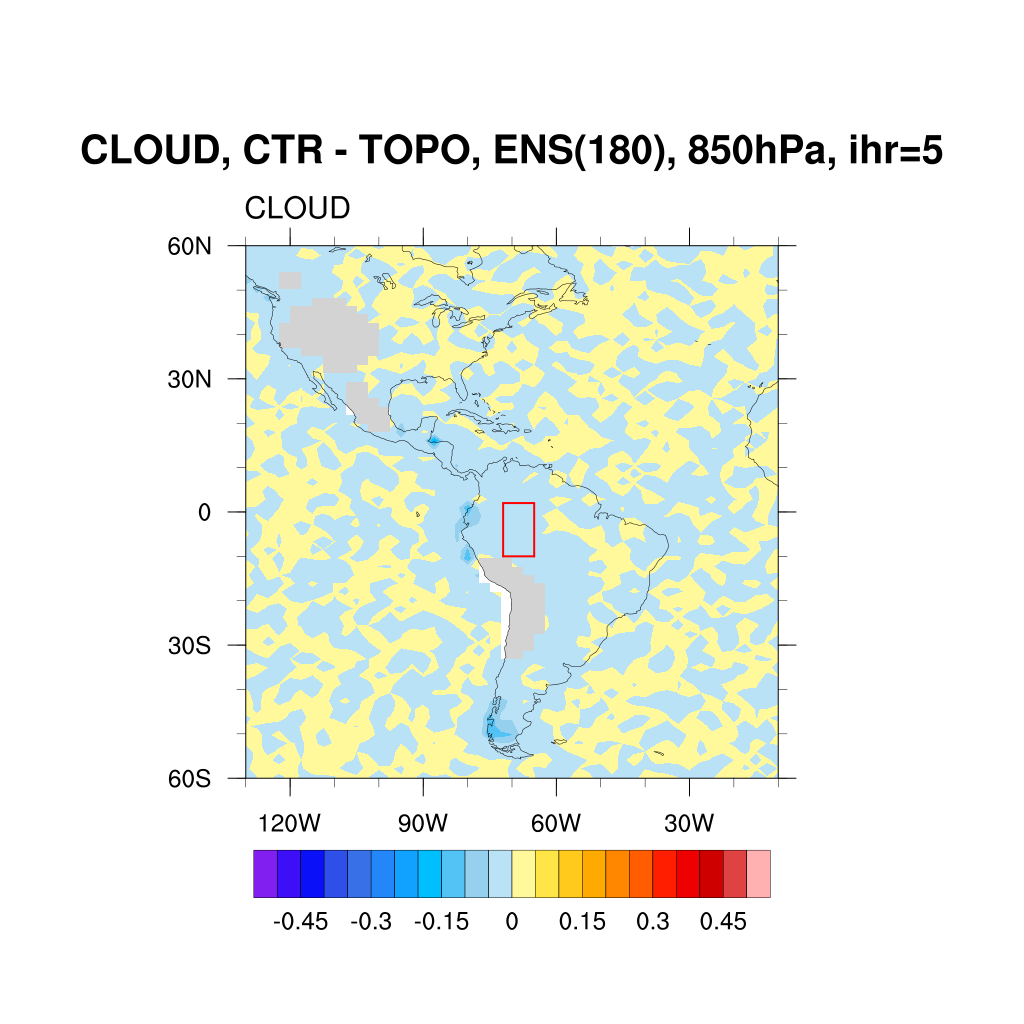 CLOUD, CTR - TOPO, ENS(180), 850hPa, ihr=5
CLOUD
60N
30N
0
30S
60S
120W 90W 60W 30W
-0.45 -0.3 -0.15 0 0.15 0.3 0.45